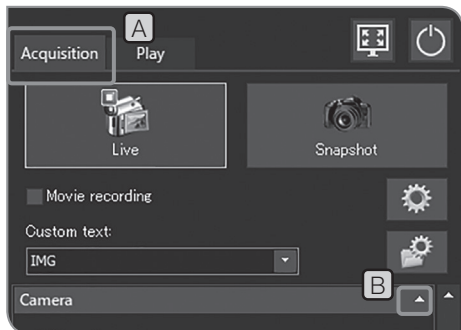 A
Acquisition Play
Live Snapshot
Movie recording
Custom text:
IMG
B
Camera